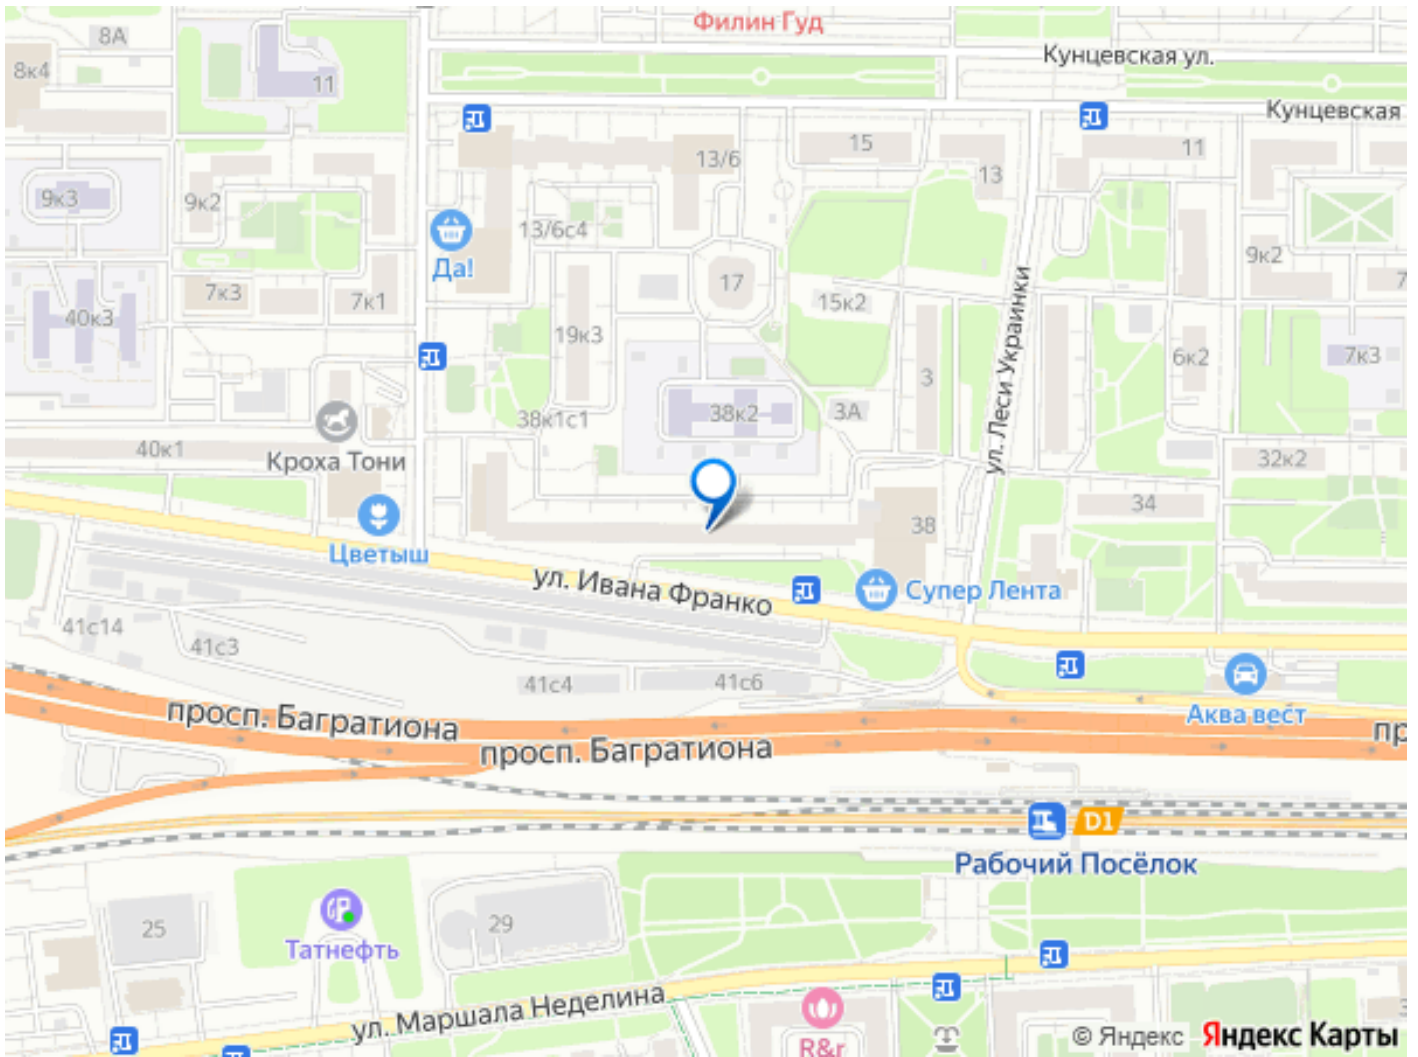 Филин Гуд
8А
Кунцевская ул.
8к4
11
Кунцевская
15
11
13/6
13
9к3
9к2
13/6с4
9к2
Да!
17
7к3
7к1
15к2
40к3
19к3
6к2
7к3
3
ул. Леси Украинки
38к1с1
38к2
3А
40к1
Кроха Тони
32к2
34
38
Цветыш
ул. Ивана Франко
Супер Лента
41с14
41с3
41с4
41с6
просп. Багратиона
Аква вест
просп. Багратиона
пр
D1
Рабочий Посёлок
25
29
Татнефть
ул. Маршала Неделина
R&r
© Яндекс Яндекс Карты